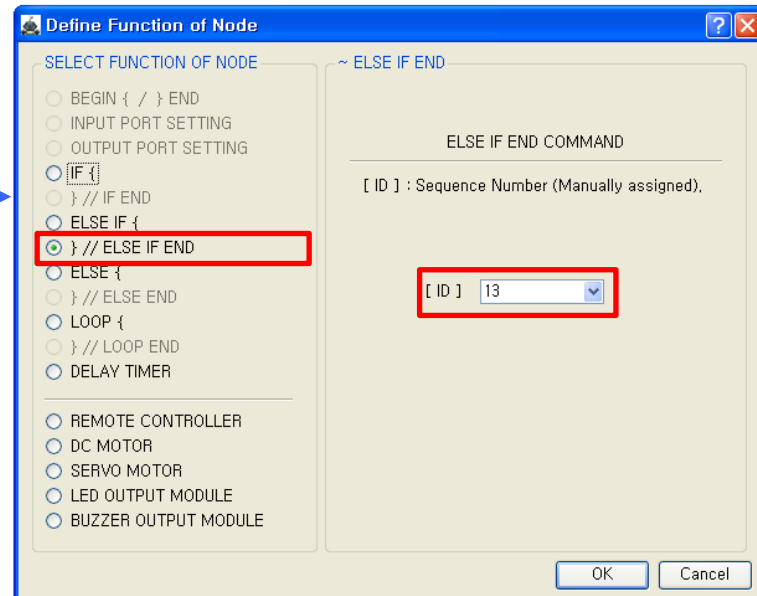 Define Function of Node
SELECT FUNCTION OF NODE
BEGIN { / } END
INPUT PORT SETTING
OUTPUT PORT SETTING
IF {
} // IF END
ELSE IF {
} // ELSE IF END
ELSE {
} // ELSE END
LOOP {
} // LOOP END
DELAY TIMER
REMOTE CONTROLLER
DC MOTOR
SERVO MOTOR
LED OUTPUT MODULE
BUZZER OUTPUT MODULE
~ ELSE IF END
ELSE IF END COMMAND
[ ID ] : Sequence Number (Manually assigned),
[ ID ] 13
OK Cancel